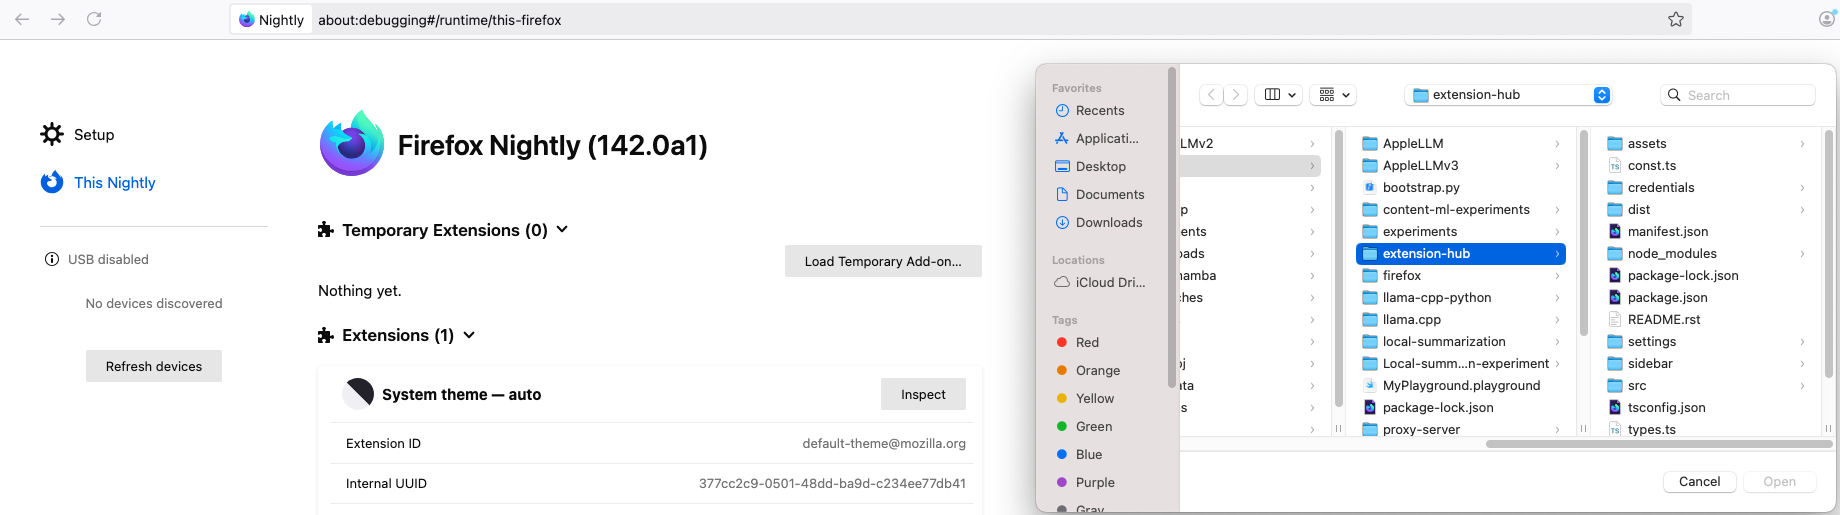 Nightly
about:debugging#/runtime/this-firefox
Setup
This Nightly
USB disabled
No devices discovered
Refresh devices
Firefox Nightly (142.0a1)
Temporary Extensions (0)
Load Temporary Add-on...
Nothing yet.
Extensions (1)
System theme — auto
Inspect
Extension ID
default-theme@mozilla.org
Internal UUID
377cc2c9-0501-48dd-ba9d-c234ee77db41
Favorites
Recents
Applicati...
Desktop
Documents
Downloads
Locations
iCloud Dri...
Tags
Red
Orange
Yellow
Green
Blue
Purple
Gray
extension-hub
Search
LMv2
p
ents
oads
namba
ches
oj
ata
s
AppleLLM
AppleLLMv3
bootstrap.py
content-ml-experiments
experiments
extension-hub
firefox
llama-cpp-python
llama.cpp
local-summarization
Local-summ...n-experiment
MyPlayground.playground
package-lock.json
proxy-server
assets
const.ts
credentials
dist
manifest.json
node_modules
package-lock.json
package.json
README.rst
settings
sidebar
src
tsconfig.json
types.ts
Cancel
Open